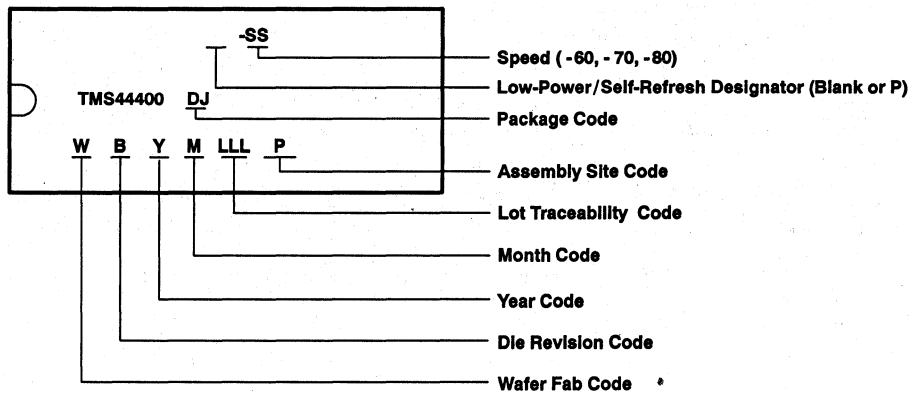 -SS
Speed ( -60, - 70, -80)
Low-Power/Self-Refresh Designator (Blank or P)
TMS44400 DJ
Package Code
W B Y M LLL P
Assembly Site Code
Lot Traceability Code
Month Code
Year Code
Die Revision Code
Wafer Fab Code